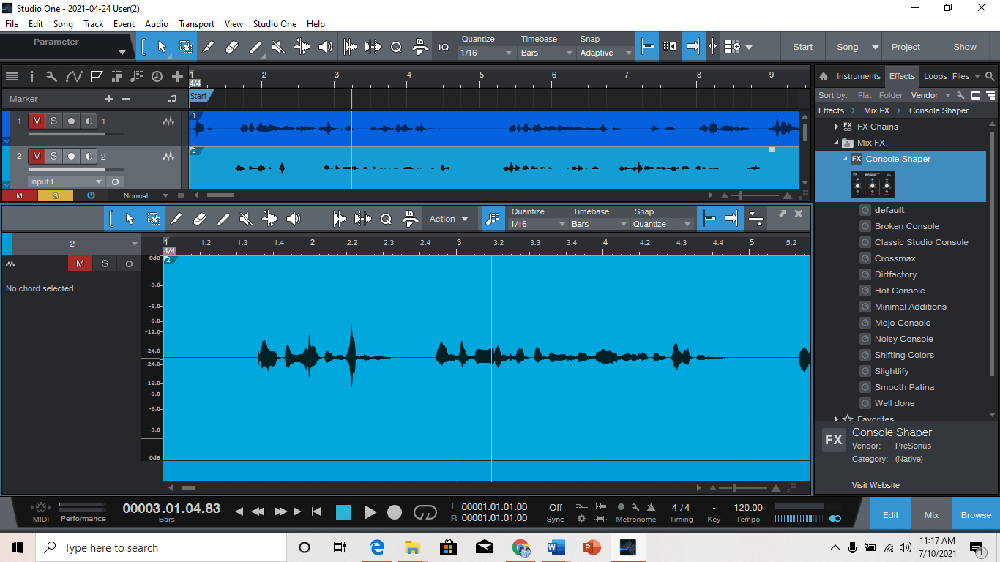 Studio One - 2021-04-24 User(2)
File Edit Song Track Event Audio Transport View Studio One Help
Parameter
IQ
Quantize Timebase Snap
1/16 Bars Adaptive
Start Song Project Show
1 2 3 4 5 6 7 8 9
4/4
Marker
Start
1 M S 1
1
2 M S 2
2
Input L
M S Normal
Instruments Effects Loops Files
Sort by: Flat Folder Vendor
Effects Mix FX Console Shaper
FX Chains
Mix FX
FX Console Shaper
default
Broken Console
Classic Studio Console
Crossmax
Dirtfactory
Hot Console
Minimal Additions
Mojo Console
Noisy Console
Shifting Colors
Slightlify
Smooth Patina
Well done
Favorites
FX Console Shaper
Vendor: PreSonus
Category: (Native)
Visit Website
Action
Quantize Timebase Snap
1/16 Bars Quantize
2
1 1.2 1.3 1.4 2 2.2 2.3 2.4 3 3.2 3.3 3.4 4 4.2 4.3 4.4 5 5.2
4/4
M S
No chord selected
2
0dB
-3.0
-6.0
-9.0
-12.0
-24.0
-24.0
-12.0
-9.0
-6.0
-3.0
0dB
MIDI Performance
00003.01.04.83
Bars
L 00001.01.01.00
R 00001.01.01.00
Off
Sync
Metronome
4 / 4
Timing
-
Key
120.00
Tempo
Edit Mix Browse
Type here to search
11:17 AM
7/10/2021
1